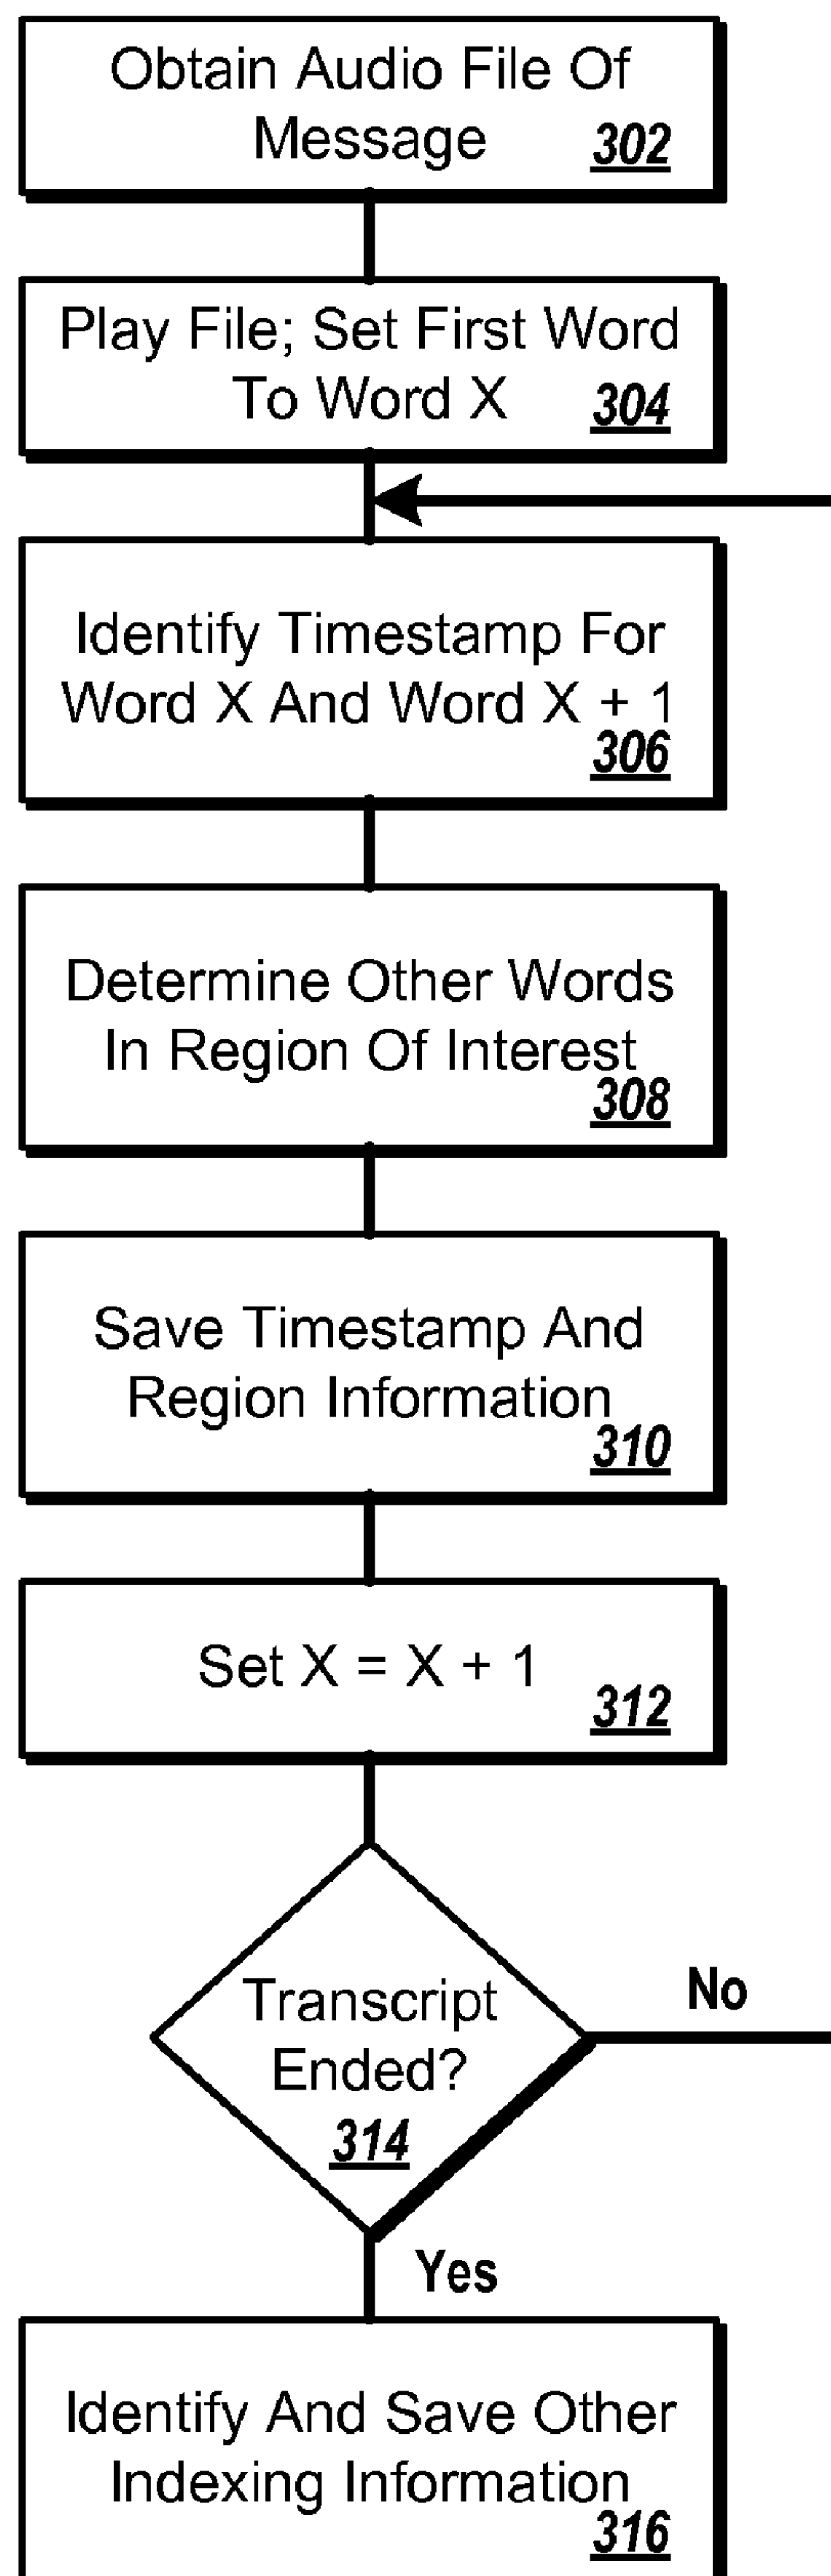 Obtain Audio File Of
Message 302
Play File; Set First Word
To Word X 304
Identify Timestamp For
Word X And Word X + 1
306
Determine Other Words
In Region Of Interest
308
Save Timestamp And
Region Information
310
Set X = X + 1
312
Transcript
Ended?
314
No
Yes
Identify And Save Other
Indexing Information
316